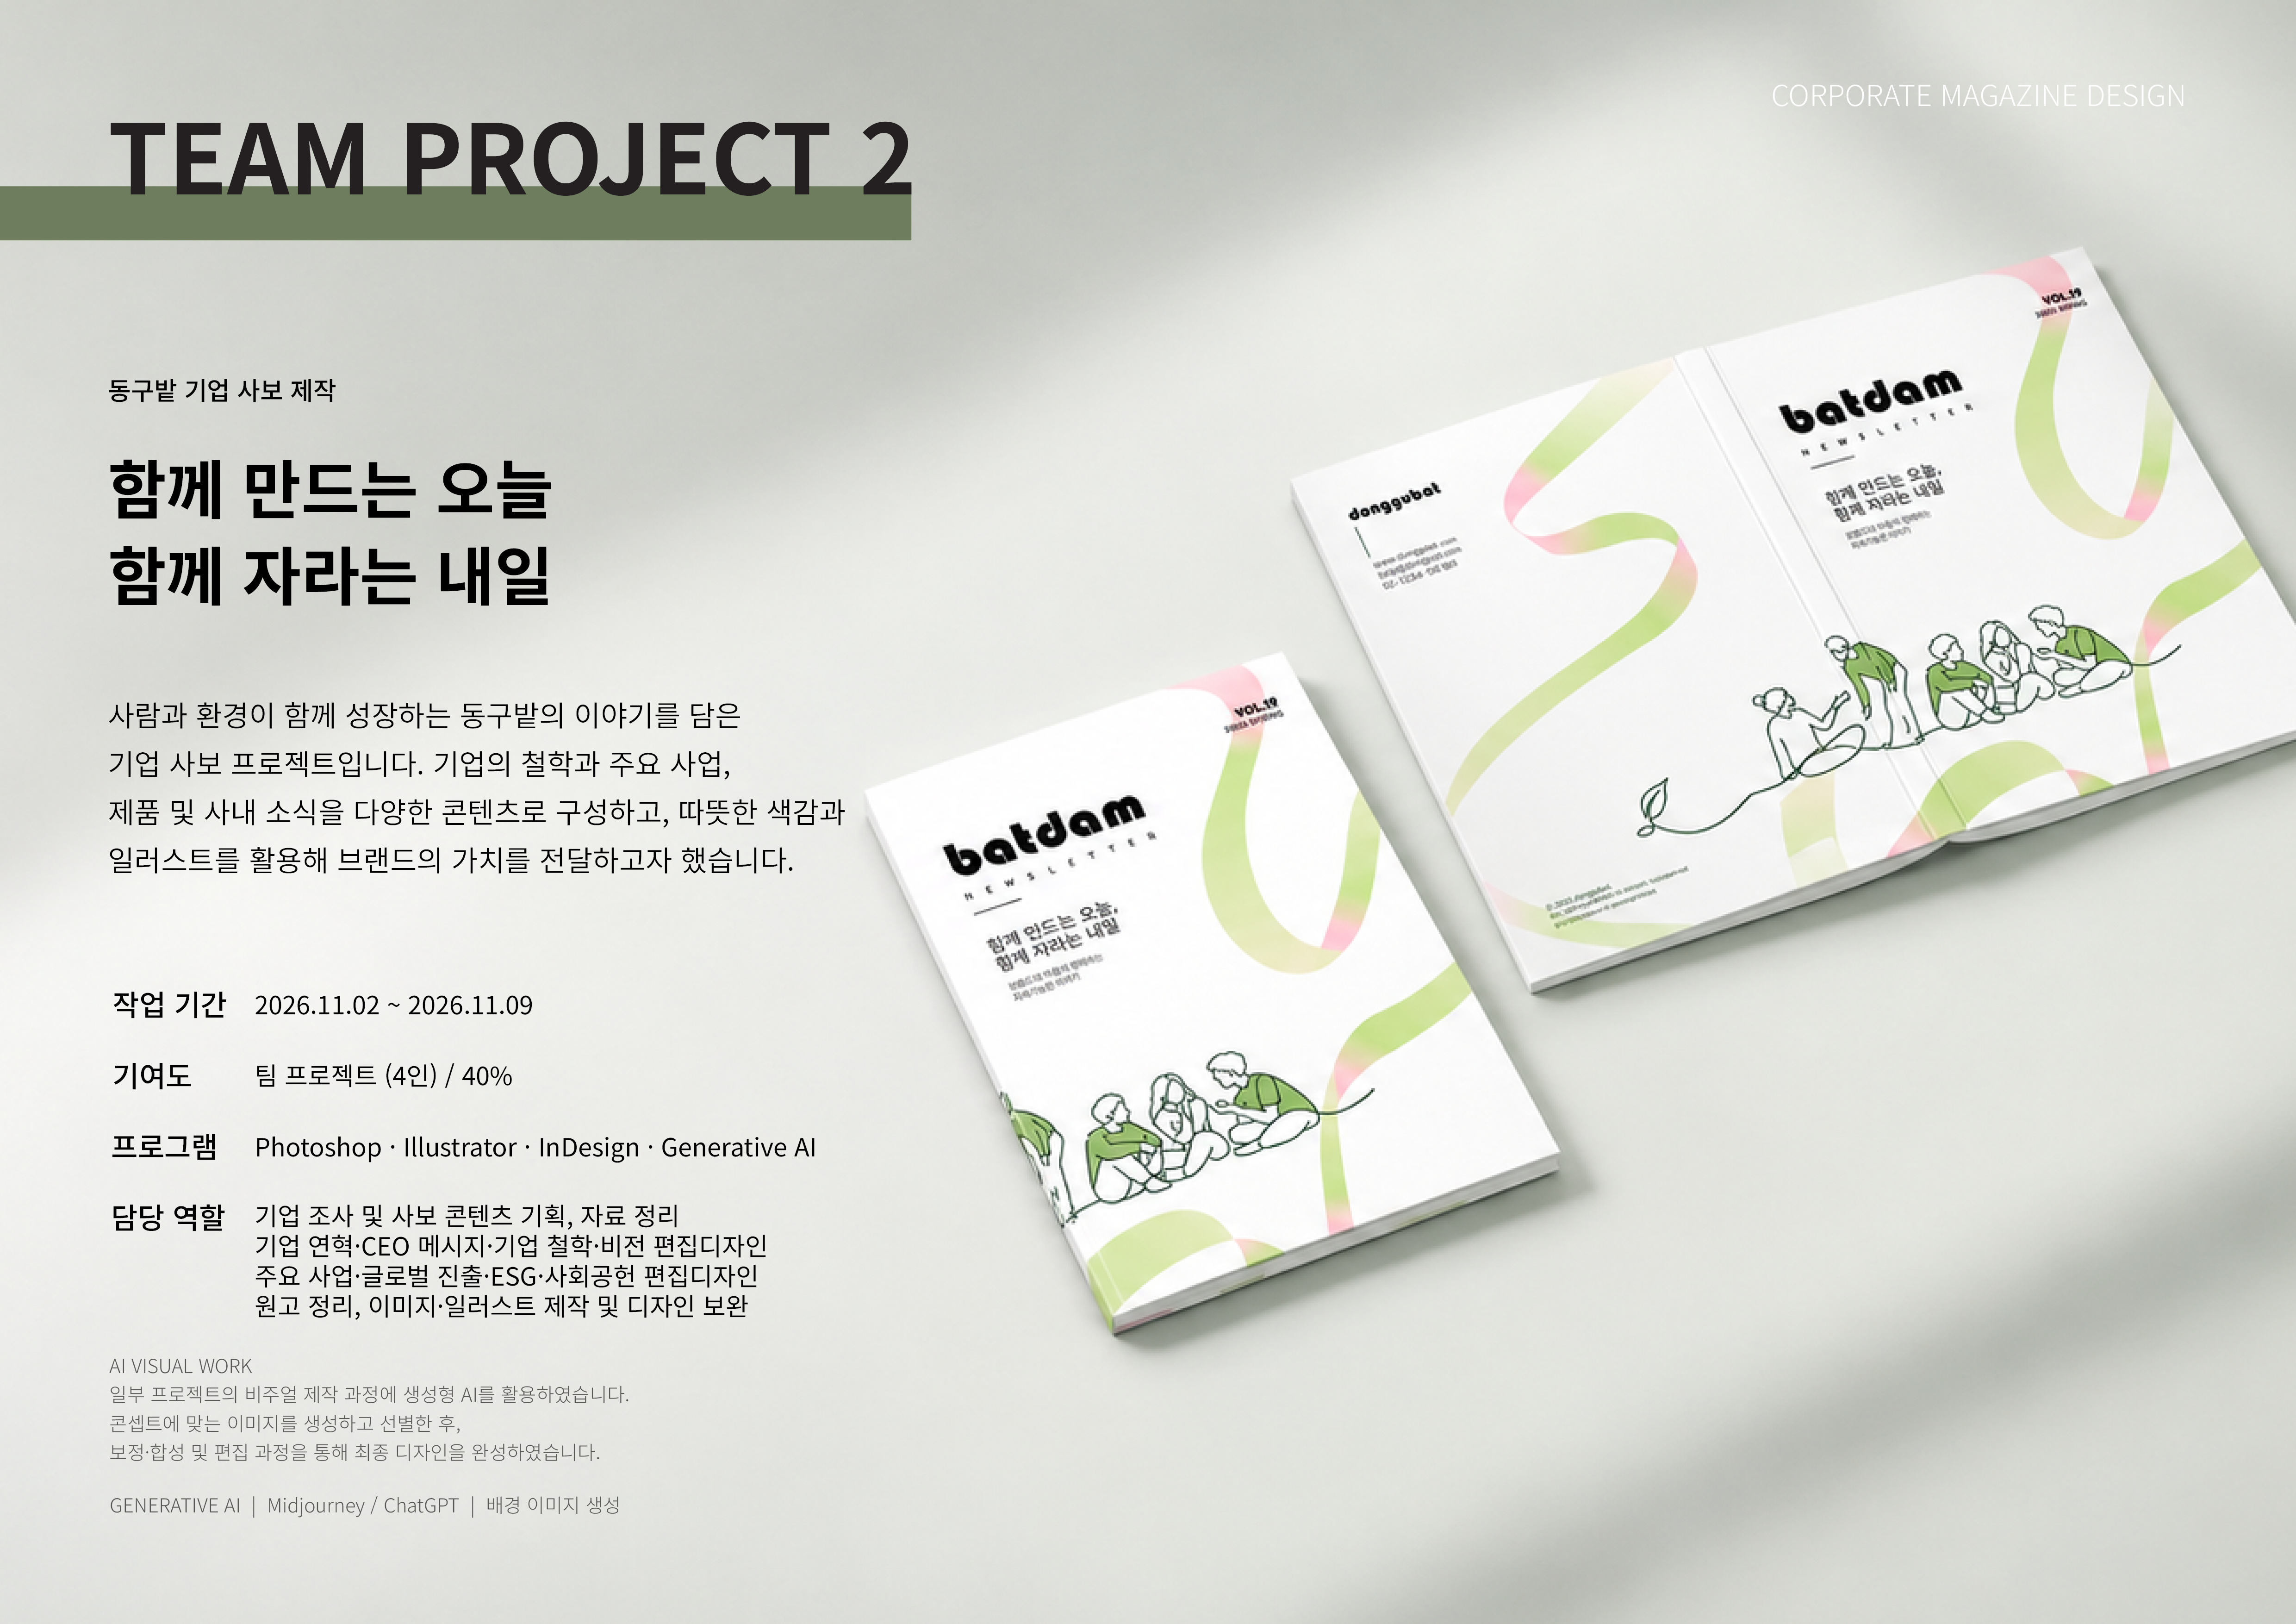 CORPORATE MAGAZINE DESIGN
TEAM PROJECT 2
동구밭 기업 사보 제작
함께 만드는 오늘
함께 자라는 내일
사람과 환경이 함께 성장하는 동구밭의 이야기를 담은
기업 사보 프로젝트입니다. 기업의 철학과 주요 사업,
제품 및 사내 소식을 다양한 콘텐츠로 구성하고, 따뜻한 색감과
일러스트를 활용해 브랜드의 가치를 전달하고자 했습니다.
작업 기간 2026.11.02 ~ 2026.11.09
기여도 팀 프로젝트 (4인) / 40%
프로그램 Photoshop · Illustrator · InDesign · Generative AI
담당 역할 기업 조사 및 사보 콘텐츠 기획, 자료 정리
기업 연혁·CEO 메시지·기업 철학·비전 편집디자인
주요 사업·글로벌 진출·ESG·사회공헌 편집디자인
원고 정리, 이미지·일러스트 제작 및 디자인 보완
AI VISUAL WORK
일부 프로젝트의 비주얼 제작 과정에 생성형 AI를 활용하였습니다.
콘셉트에 맞는 이미지를 생성하고 선별한 후,
보정·합성 및 편집 과정을 통해 최종 디자인을 완성하였습니다.
GENERATIVE AI | Midjourney / ChatGPT | 배경 이미지 생성
VOL.19
batdam
NEWSLETTER
함께 만드는 오늘,
함께 자라는 내일
donggubat
VOL.19
batdam
NEWSLETTER
함께 만드는 오늘,
함께 자라는 내일